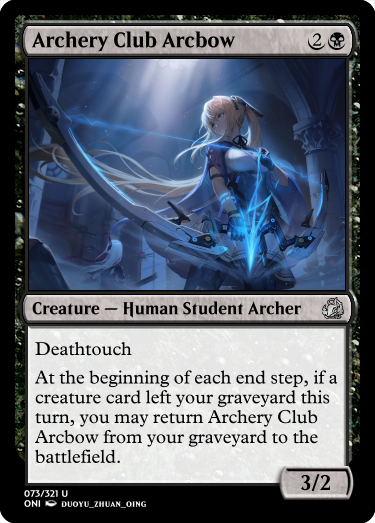 Archery Club Arcbow 2
Creature — Human Student Archer
Deathtouch
At the beginning of each end step, if a
creature card left your graveyard this
turn, you may return Archery Club
Arcbow from your graveyard to the
battlefield.
3/2
073/321 U
ONI DUOYU_ZHUAN_QING